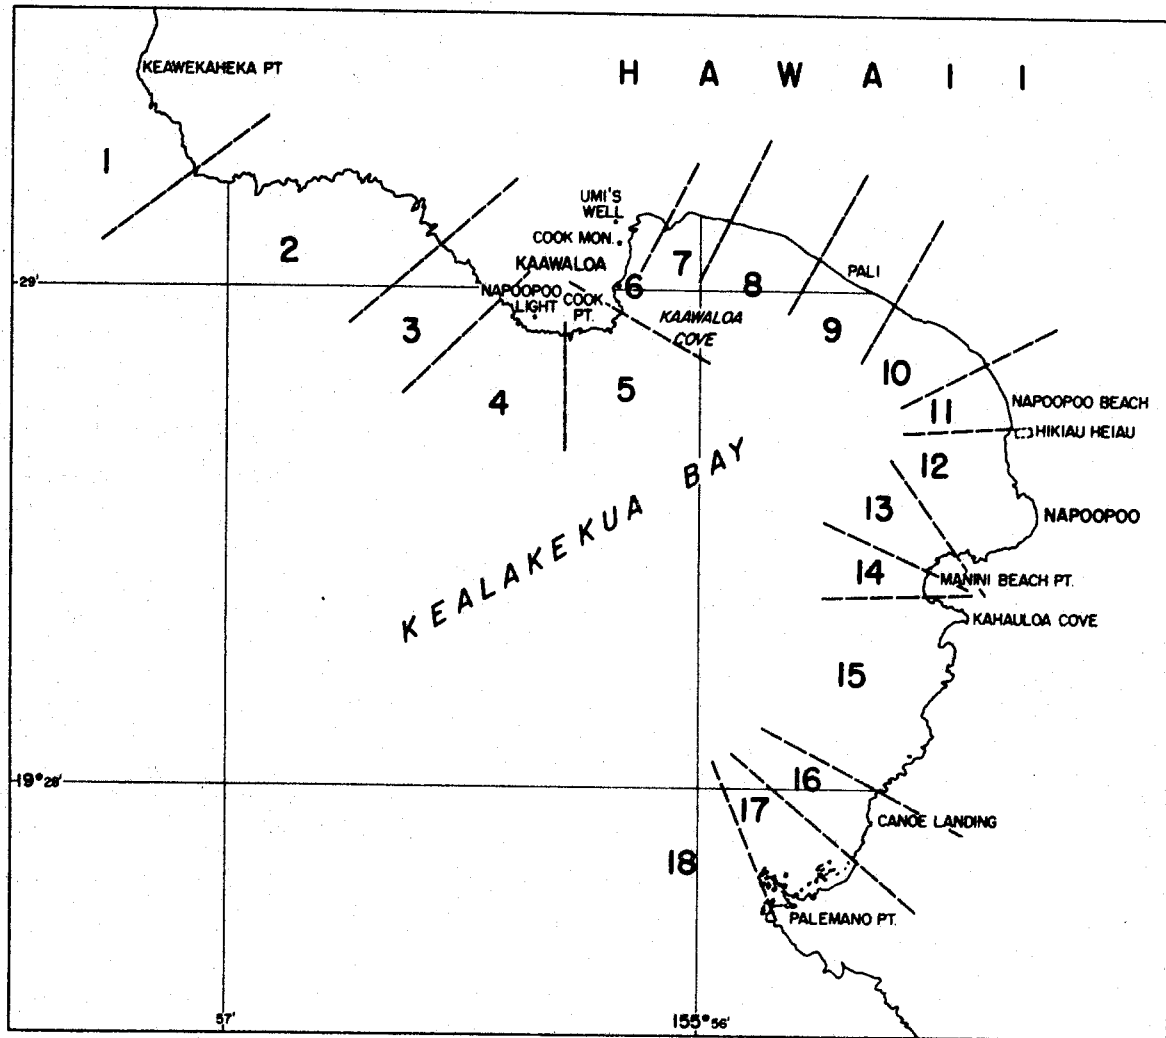 H A W A I I
KEAWEKAHEKA PT
1
UMI'S
WELL
COOK MON.
2
KAAWALOA
7
PALI
29'
NAPOOPOO
LIGHT
COOK
PT.
6
8
KAAWALOA
COVE
3
9
10
4
5
NAPOOPOO BEACH
11
HIKIAU HEIAU
12
KEALAKEKUA BAY
13
NAPOOPOO
14
MANINI BEACH PT.
KAHAULOA COVE
15
19° 28'
16
17
CANOE LANDING
18
PALEMANO PT.
57'
155° 56'